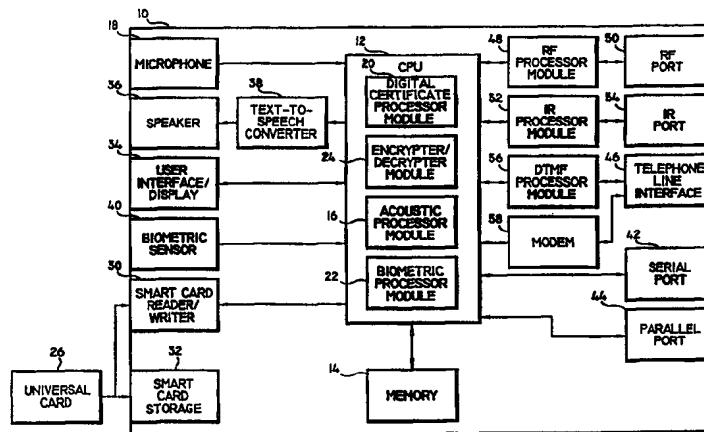 10
18
MICROPHONE
36
SPEAKER
38
TEXT-TO-
SPEECH
CONVERTER
34
USER
INTERFACE/
DISPLAY
40
BIOMETRIC
SENSOR
30
SMART CARD
READER/
WRITER
26
UNIVERSAL
CARD
32
SMART
CARD
STORAGE
12
CPU
20
DIGITAL
CERTIFICATE
PROCESSOR
MODULE
24
ENCRYPTER/
DECRYPTER
MODULE
16
ACOUSTIC
PROCESSOR
MODULE
22
BIOMETRIC
PROCESSOR
MODULE
14
MEMORY
48
RF
PROCESSOR
MODULE
50
RF
PORT
52
IR
PROCESSOR
MODULE
54
IR
PORT
56
DTMF
PROCESSOR
MODULE
46
TELEPHONE
LINE
INTERFACE
58
MODEM
42
SERIAL
PORT
44
PARALLEL
PORT